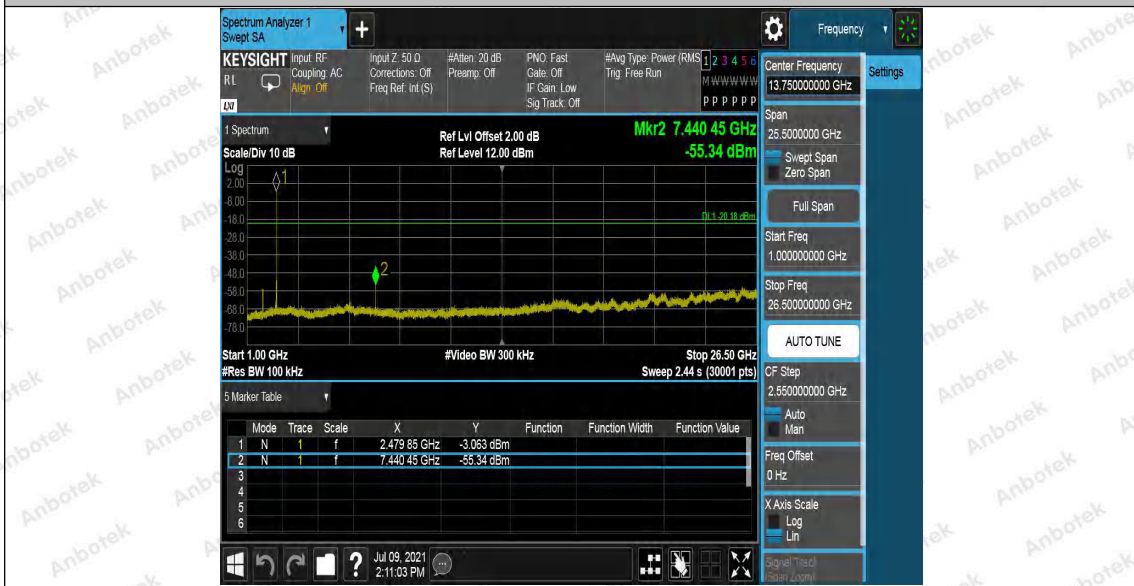 Spectrum Analyzer 1
Swept SA
+
Frequency
KEYSIGHT
RL
LXI
Input: RF
Coupling: AC
Align: Off
Input Z: 50 Ω
Corrections: Off
Freq Ref: Int (S)
#Atten: 20 dB
Preamp: Off
PNO: Fast
Gate: Off
IF Gain: Low
Sig Track: Off
#Avg Type: Power (RMS
Trig: Free Run
1 2 3 4 5 6
M W W W W W
P P P P P P
Center Frequency
13.750000000 GHz
Settings
1 Spectrum
Ref Lvl Offset 2.00 dB
Mkr2 7.440 45 GHz
Scale/Div 10 dB
Ref Level 12.00 dBm
-55.34 dBm
Log
2.00
-8.00
-18.0
-28.0
-38.0
-48.0
-58.0
-68.0
-78.0
1
2
DL1 -20.18 dBm
Start 1.00 GHz
#Video BW 300 kHz
Stop 26.50 GHz
#Res BW 100 kHz
Sweep 2.44 s (30001 pts)
Span
25.5000000 GHz
Swept Span
Zero Span
Full Span
Start Freq
1.000000000 GHz
Stop Freq
26.500000000 GHz
AUTO TUNE
CF Step
2.550000000 GHz
Auto
Man
Freq Offset
0 Hz
X Axis Scale
Log
Lin
Signal Track
(Span Zoom)
5 Marker Table
Mode Trace Scale X Y Function Function Width Function Value
1 N 1 f 2.479 85 GHz -3.063 dBm
2 N 1 f 7.440 45 GHz -55.34 dBm
3
4
5
6
?
Jul 09, 2021
2:11:03 PM
Anbotek